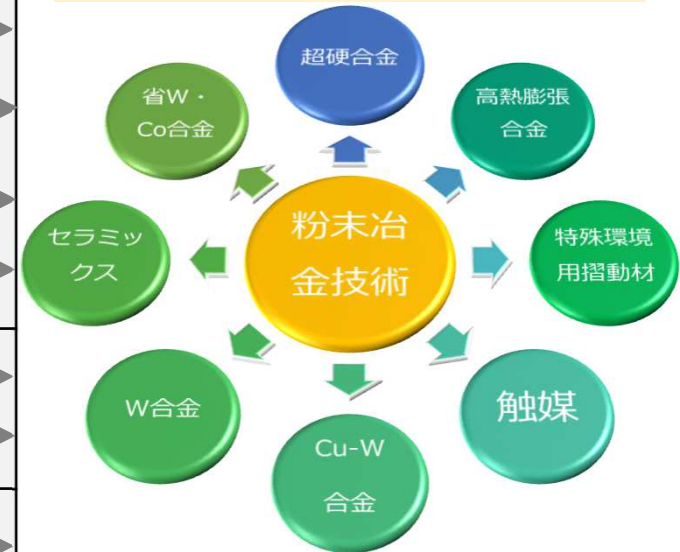 超硬合金
高熱膨張
合金
特殊環境
用摺動材
触媒
Cu-W
合金
W合金
セラミッ
クス
省W・
Co合金
粉末冶
金技術